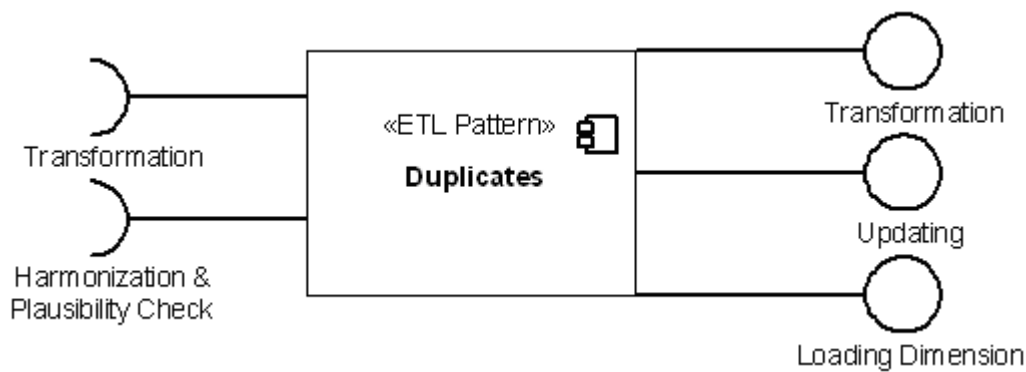 Transformation
Harmonization &
Plausibility Check
«ETL Pattern»
Duplicates
Transformation
Updating
Loading Dimension